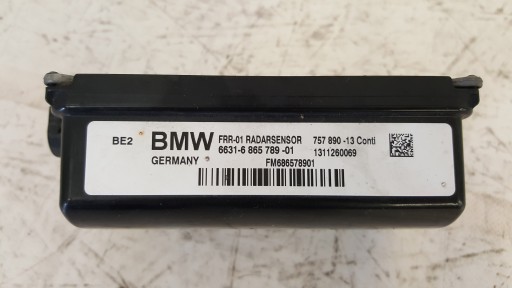 BE2 BMW FRR-01 RADARSENSOR 757 890 -13 Conti
6631-6 865 789 -01 1311260069
GERMANY FM686578901